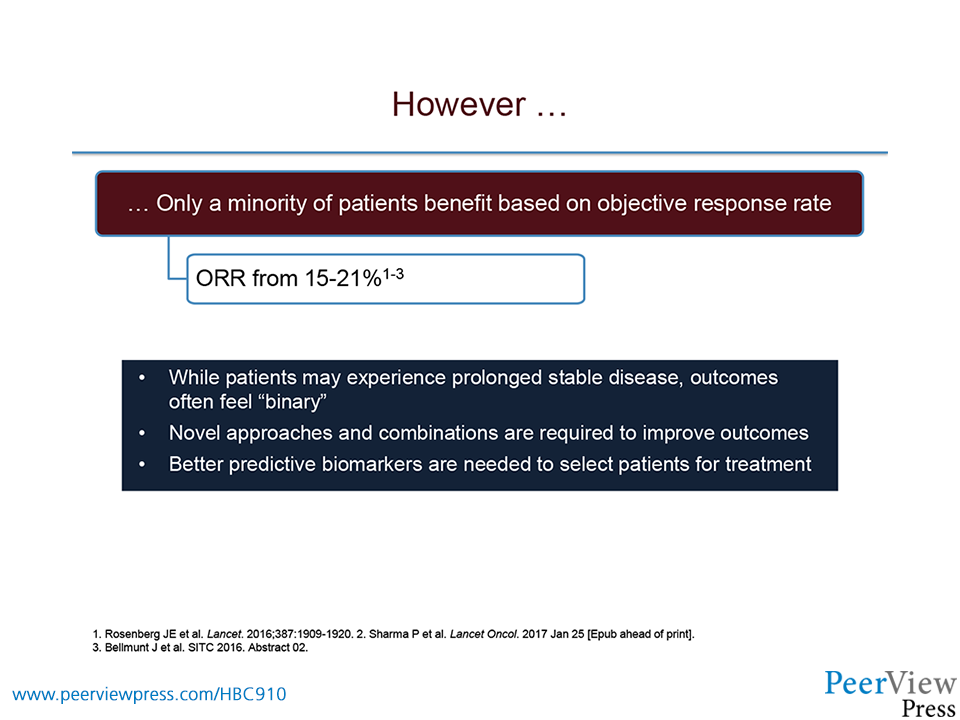 However …
… Only a minority of patients benefit based on objective response rate
ORR from 15-21%1-3
• While patients may experience prolonged stable disease, outcomes
often feel “binary”
• Novel approaches and combinations are required to improve outcomes
• Better predictive biomarkers are needed to select patients for treatment
1. Rosenberg JE et al. Lancet. 2016;387:1909-1920. 2. Sharma P et al. Lancet Oncol. 2017 Jan 25 [Epub ahead of print].
3. Bellmunt J et al. SITC 2016. Abstract 02.
www.peerviewpress.com/HBC910
PeerView
Press